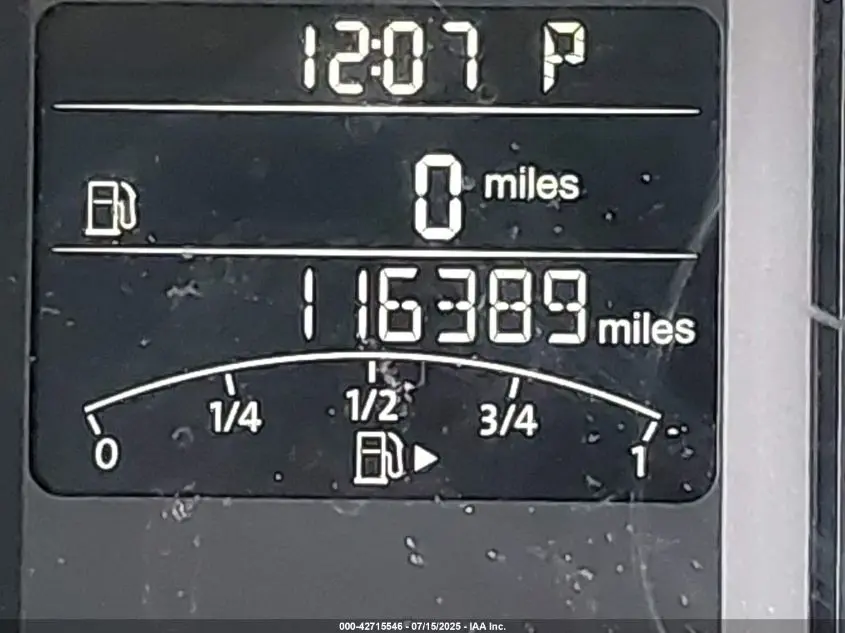 12:07 P
0 miles
116389 miles
0 1/4 1/2 3/4 1
000-42715546 - 07/15/2025 - IAA Inc.